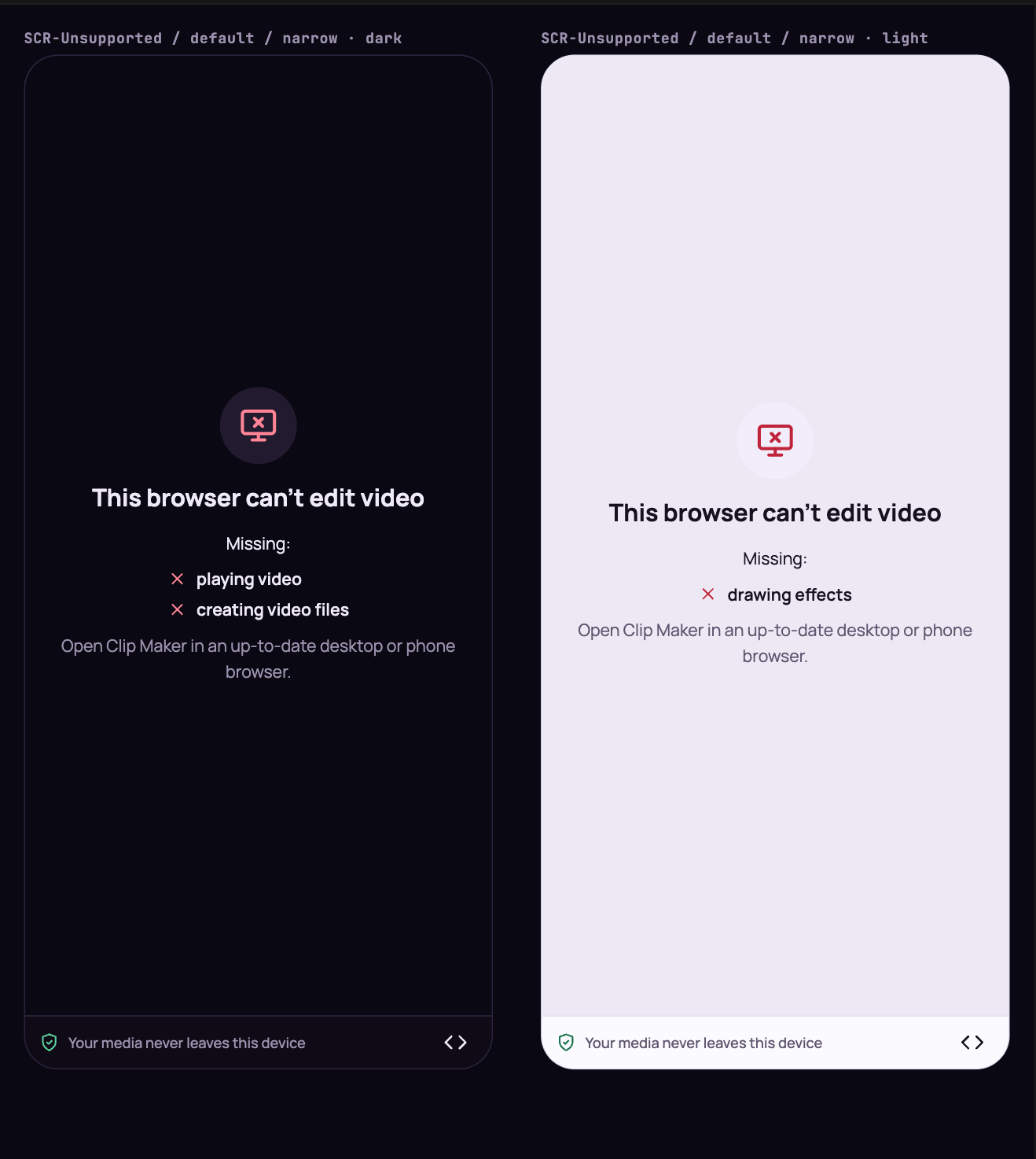 SCR-Unsupported / default / narrow · dark
This browser can't edit video
Missing:
playing video
creating video files
Open Clip Maker in an up-to-date desktop or phone
browser.
Your media never leaves this device
SCR-Unsupported / default / narrow · light
This browser can't edit video
Missing:
drawing effects
Open Clip Maker in an up-to-date desktop or phone
browser.
Your media never leaves this device